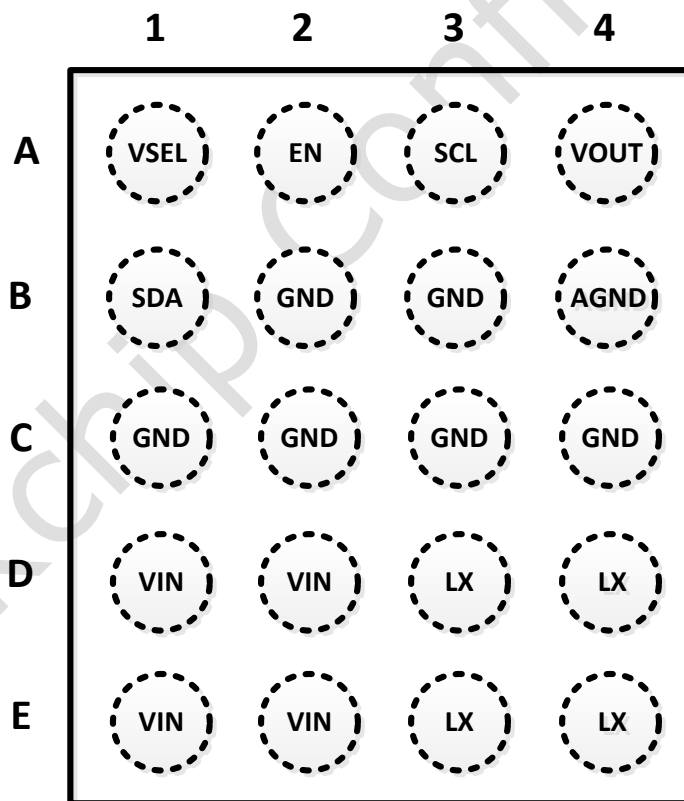 1 2 3 4
A VSEL EN SCL VOUT
B SDA GND GND AGND
C GND GND GND GND
D VIN VIN LX LX
E VIN VIN LX LX